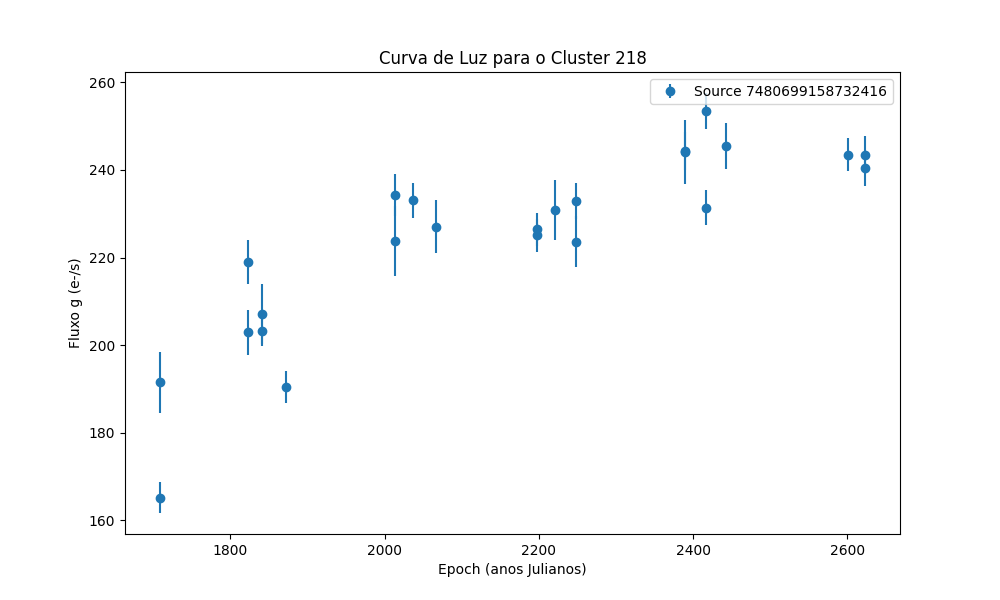 Curva de Luz para o Cluster 218
Source 7480699158732416
260
240
220
200
180
160
Fluxo g (e-/s)
1800
2000
2200
2400
2600
Epoch (anos Julianos)